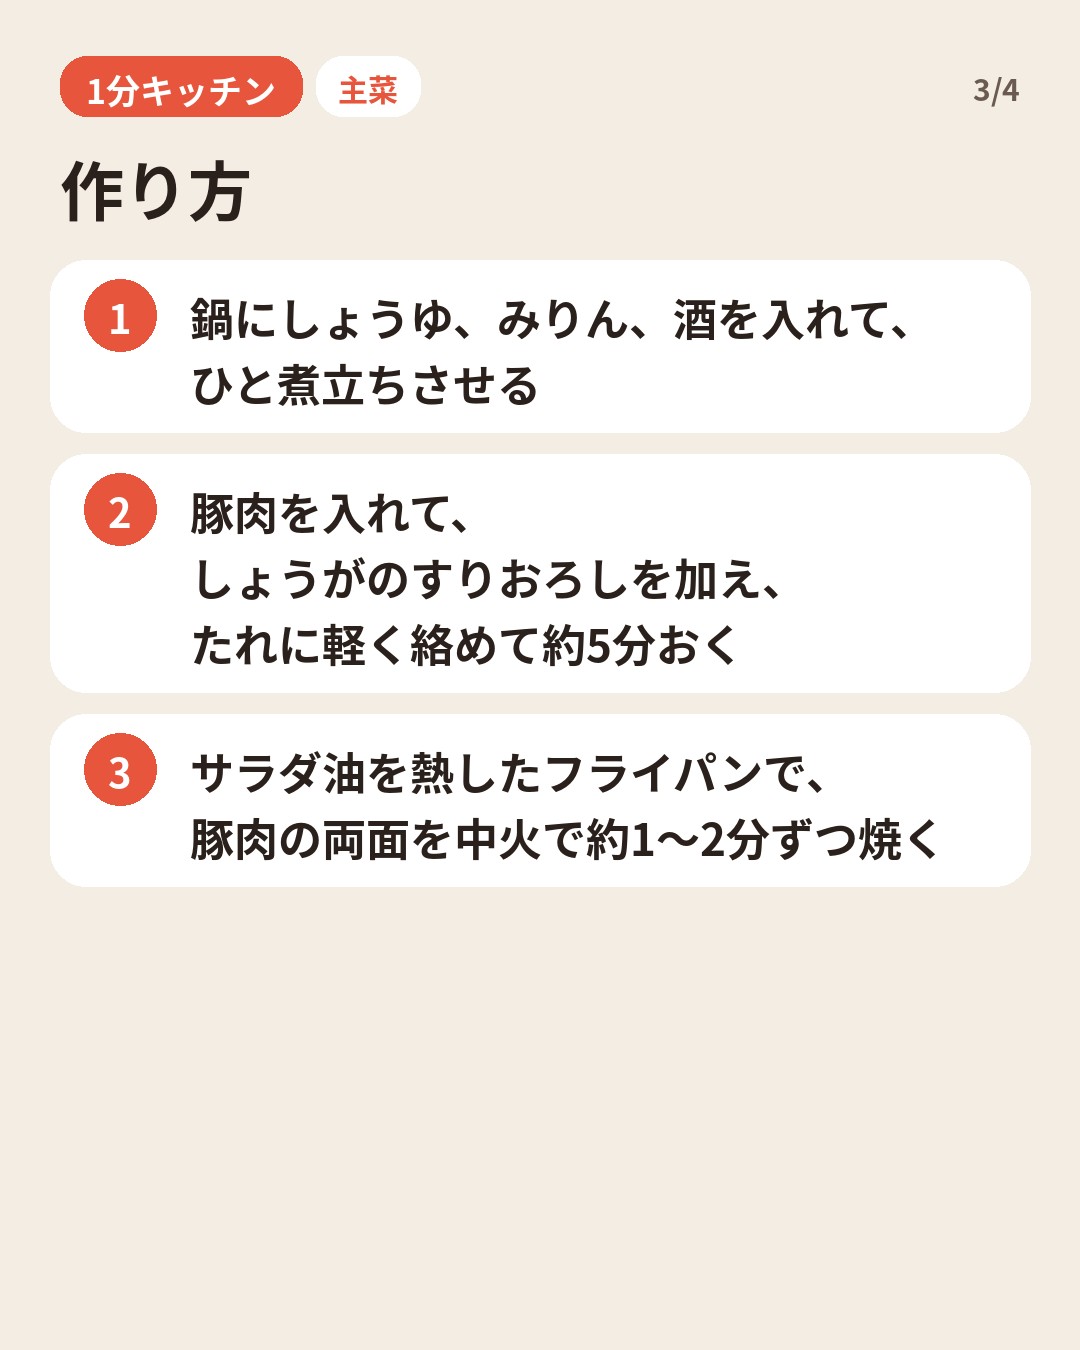 1分キッチン 主菜 3/4
作り方
1 鍋にしょうゆ、みりん、酒を入れて、
ひと煮立ちさせる
2 豚肉を入れて、
しょうがのすりおろしを加え、
たれに軽く絡めて約5分おく
3 サラダ油を熱したフライパンで、
豚肉の両面を中火で約1〜2分ずつ焼く